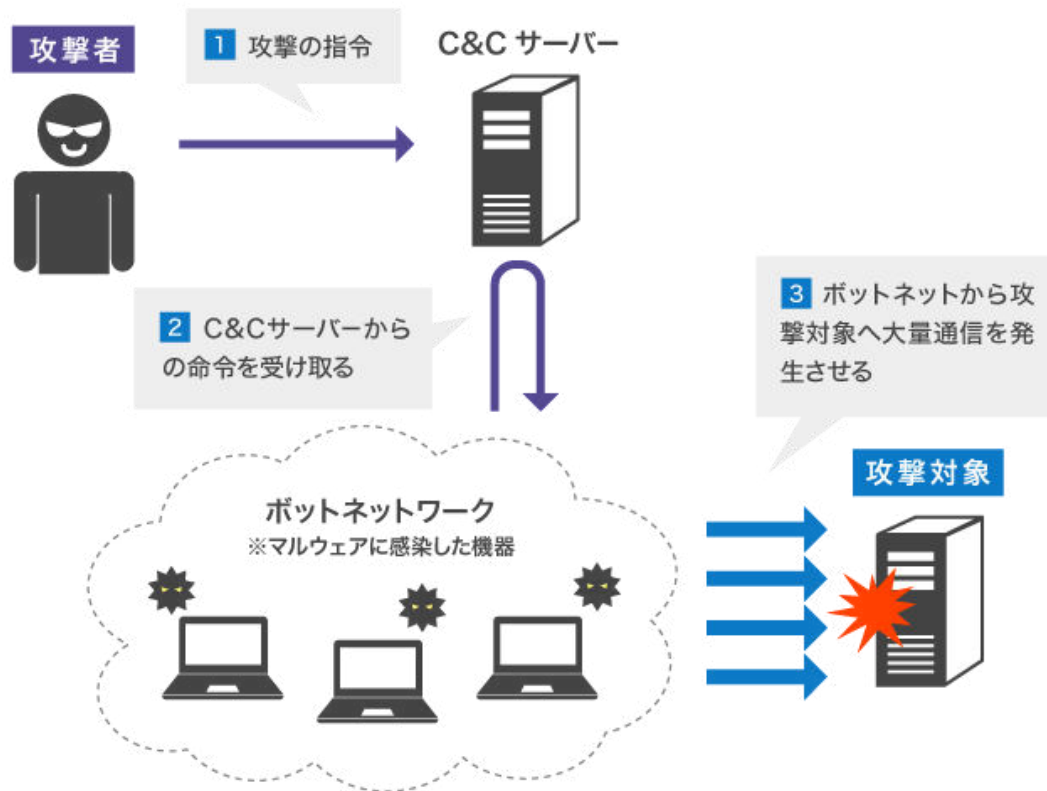 攻撃者
1 攻撃の指令
C&C サーバー
2 C&Cサーバーから
の命令を受け取る
3 ボットネットから攻
撃対象へ大量通信を発
生させる
攻撃対象
ボットネットワーク
※マルウェアに感染した機器